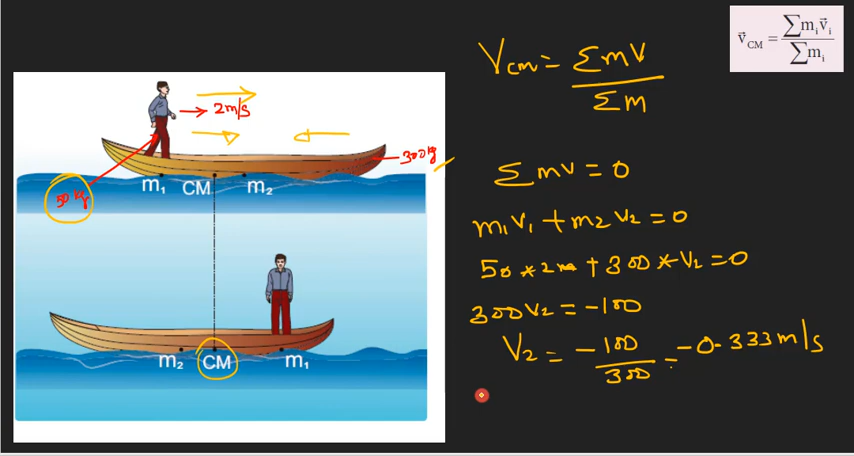 v⃗CM = ∑mᵢv⃗ᵢ / ∑mᵢ
Vcm = ΣmV / Σm
2m/s
300kg
50 kg
m₁ CM m₂
Σmv = 0
m₁v₁ + m₂v₂ = 0
50 * 2m + 300 * V₂ = 0
300V₂ = -100
V₂ = -100 / 300 = -0.333 m/s
m₂ CM m₁